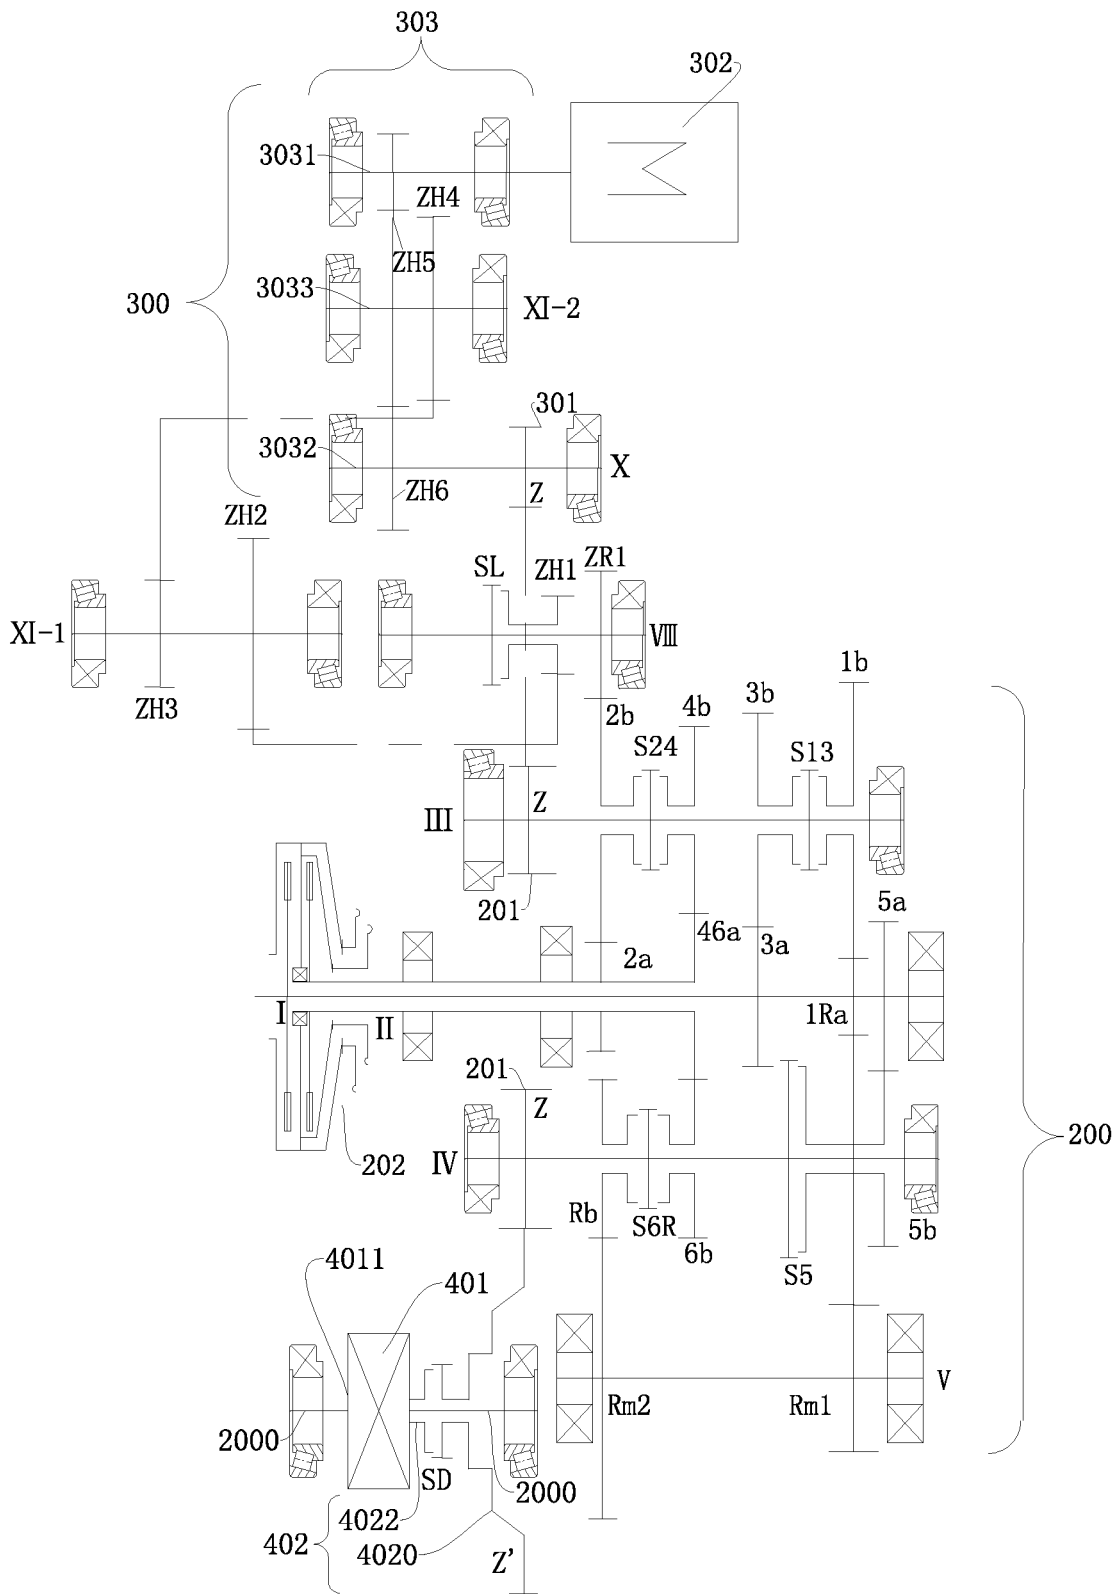 303
302
3031
ZH4
ZH5
3033
XI-2
300
301
3032
X
ZH6
Z
ZH2
SL
ZH1
ZR1
XI-1
VIII
1b
ZH3
2b
4b
3b
S24
S13
III
Z
201
5a
46a
2a
3a
I
II
1Ra
201
Z
202
IV
200
Rb
S6R
6b
5b
S5
4011
401
V
Rm2
Rm1
2000
SD
2000
4022
402
4020
Z'